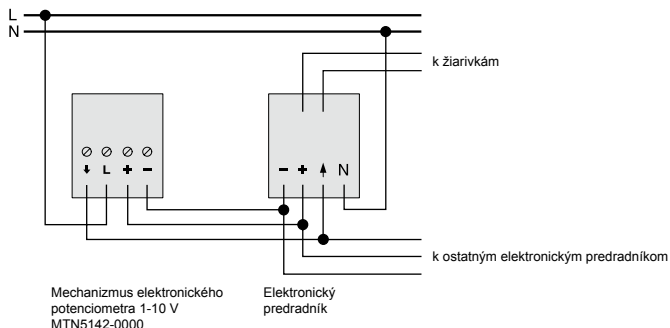 L
N
k žiarivkám
L + −
− + N
k ostatným elektronickým predradníkom
Mechanizmus elektronického
potenciometra 1-10 V
MTN5142-0000
Elektronický
predradník